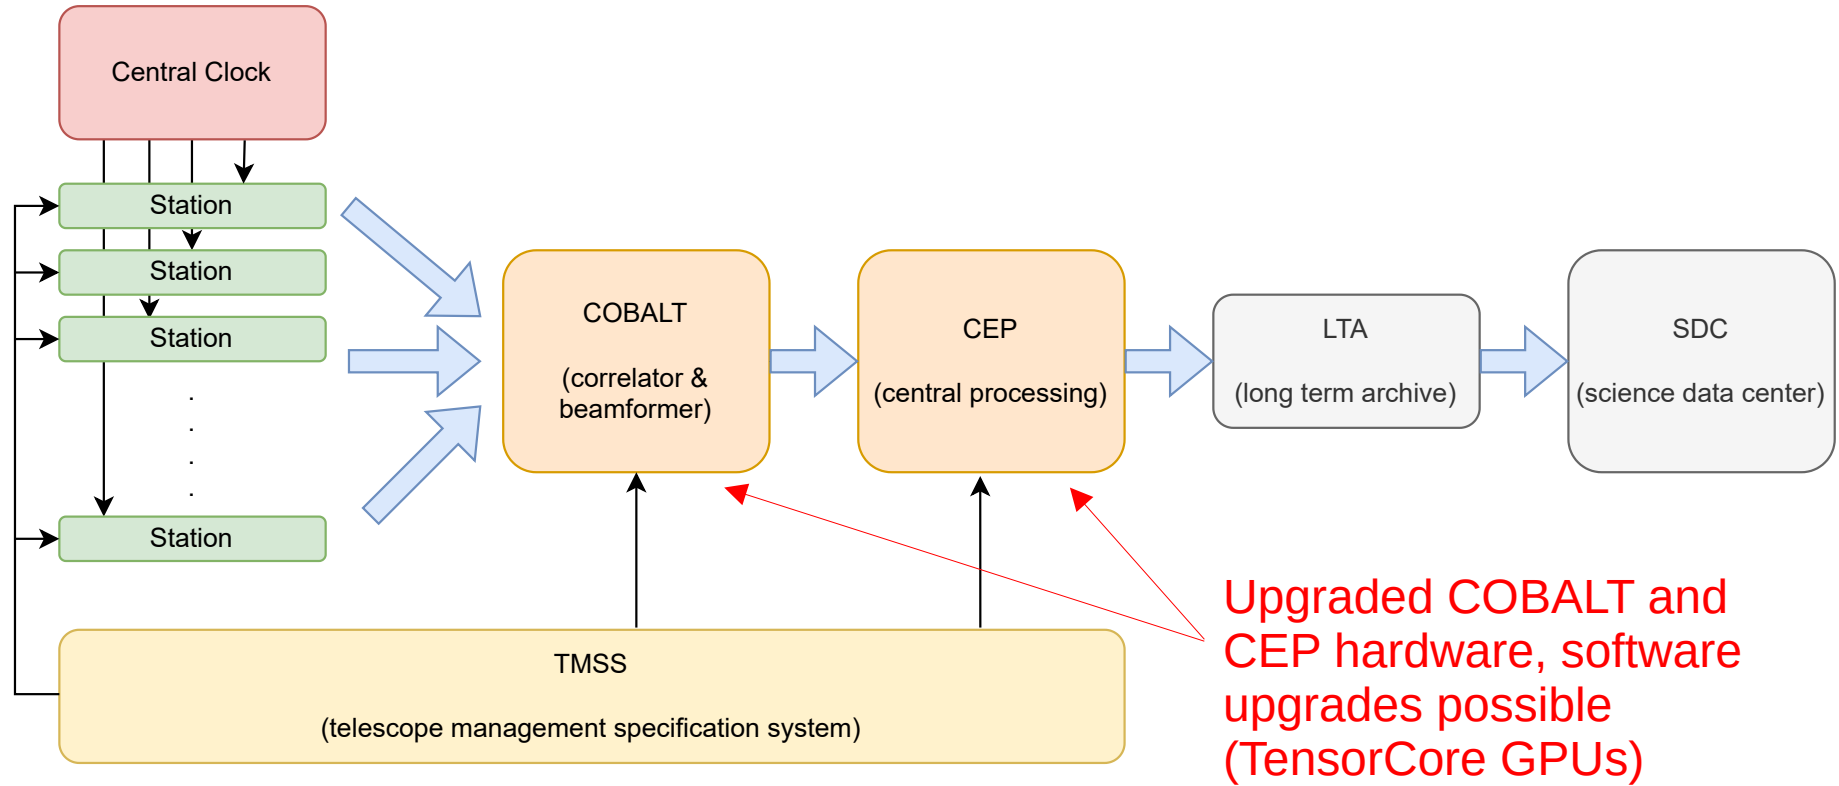 Central Clock
Station
Station
Station
.
.
.
.
Station
COBALT
(correlator &
beamformer)
CEP
(central processing)
LTA
(long term archive)
SDC
(science data center)
TMSS
(telescope management specification system)
Upgraded COBALT and
CEP hardware, software
upgrades possible
(TensorCore GPUs)